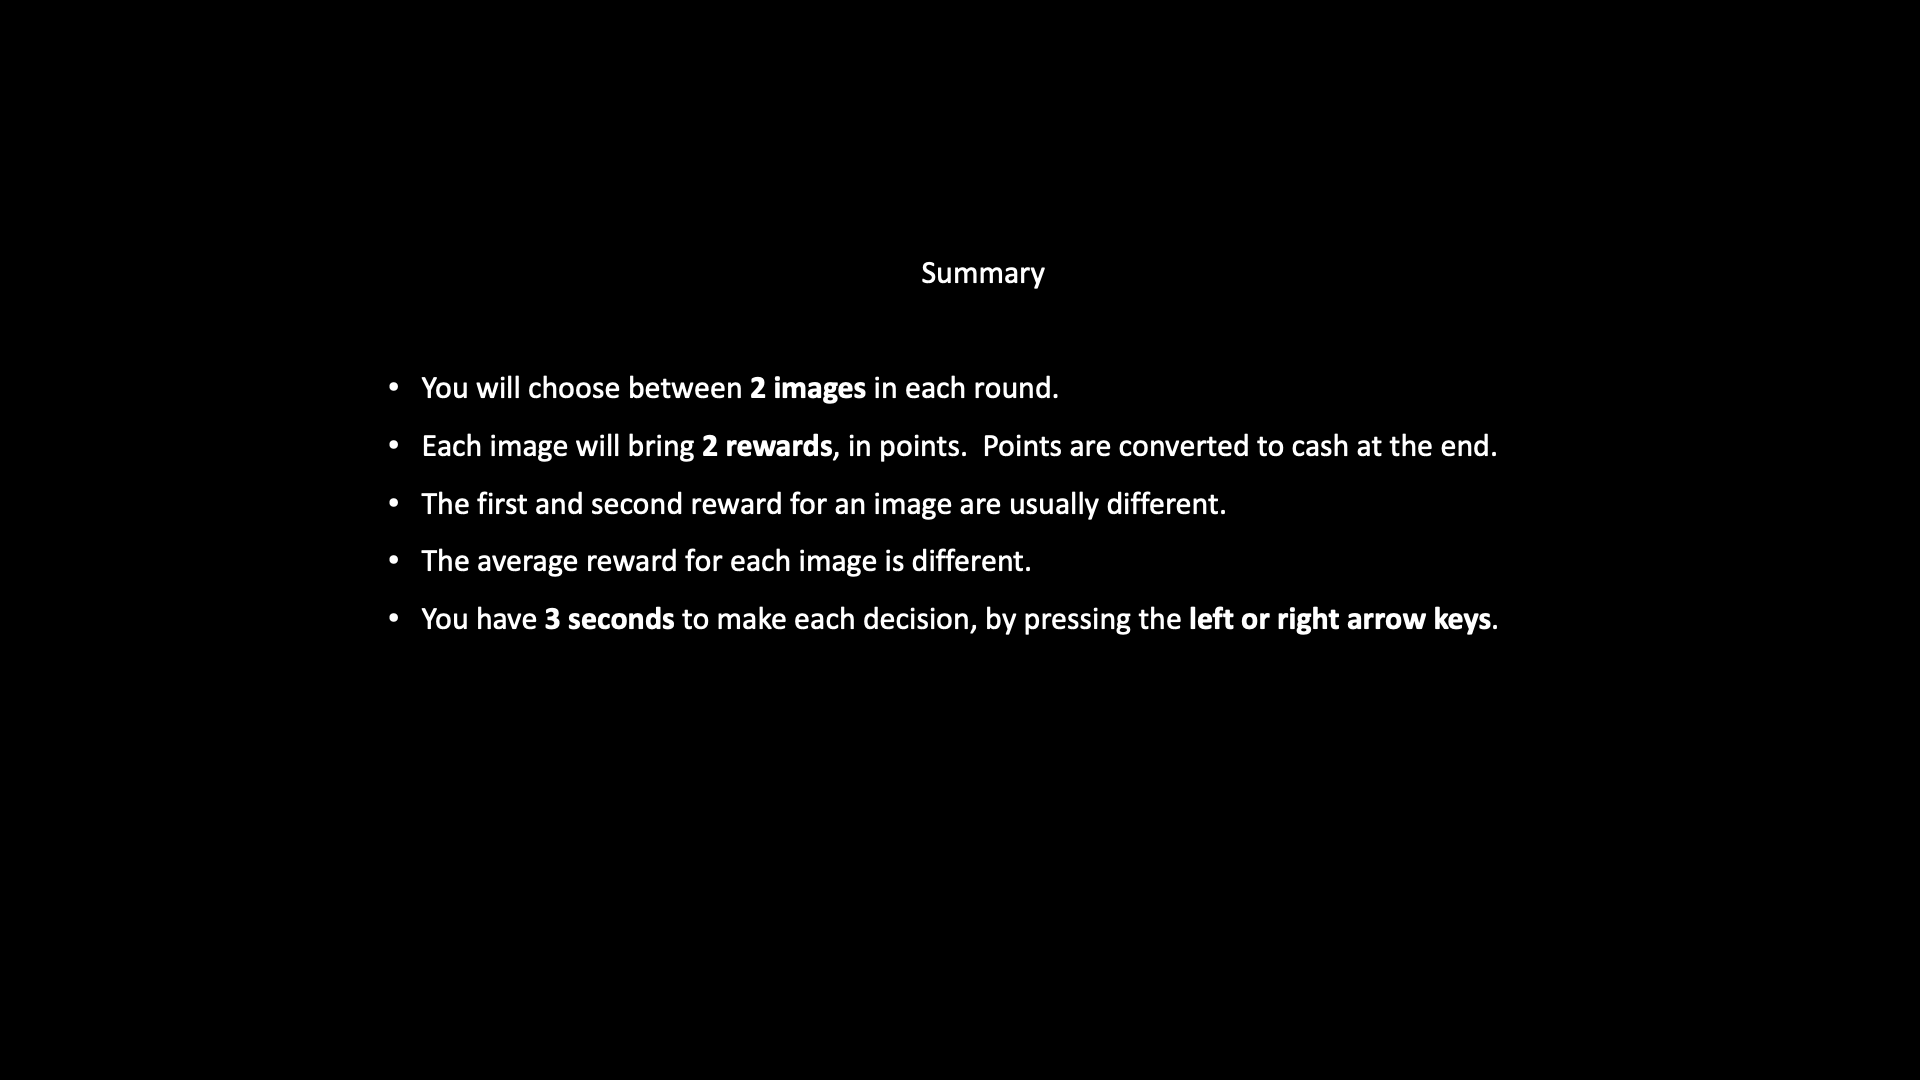 Summary
• You will choose between 2 images in each round.
• Each image will bring 2 rewards, in points.  Points are converted to cash at the end.
• The first and second reward for an image are usually different.
• The average reward for each image is different.
• You have 3 seconds to make each decision, by pressing the left or right arrow keys.